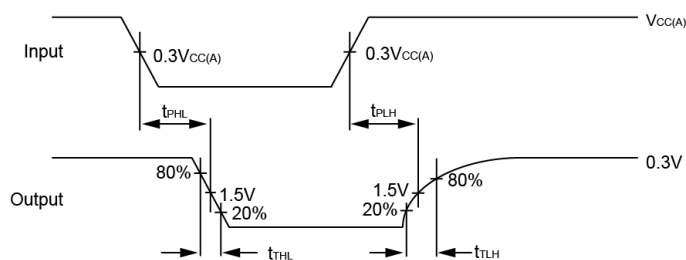 VCC(A)
Input
0.3VCC(A)
0.3VCC(A)
tPHL
tPLH
0.3V
80%
80%
Output
1.5V
1.5V
20%
20%
tTHL
tTLH